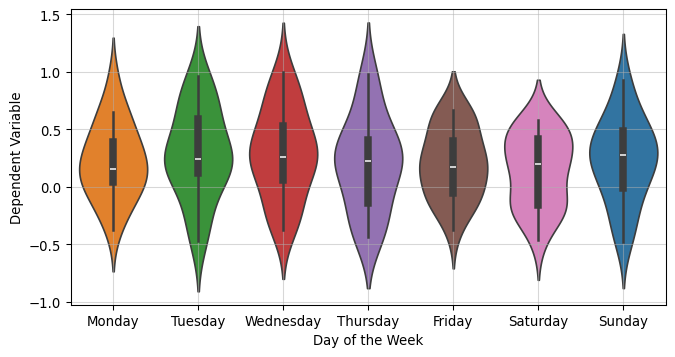 1.5
1.0
0.5
0.0
−0.5
−1.0
Dependent Variable
Monday Tuesday Wednesday Thursday Friday Saturday Sunday
Day of the Week